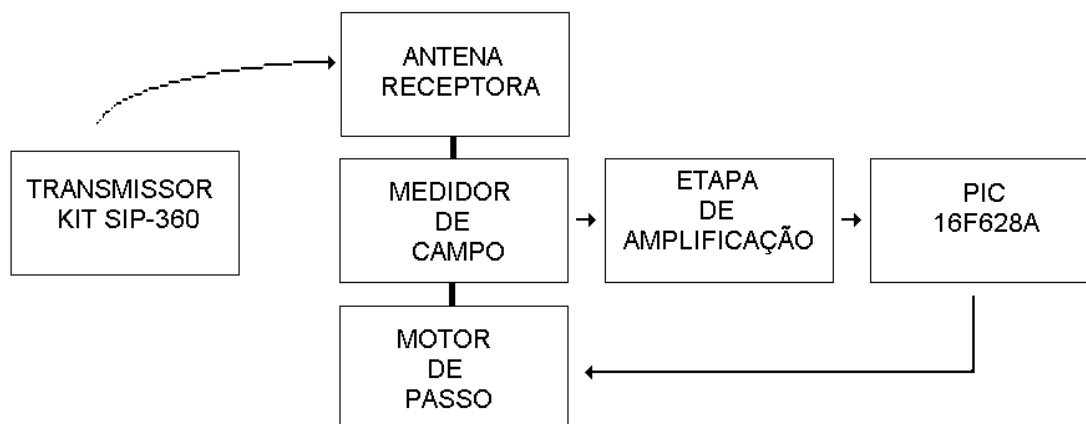 ANTENA
RECEPTORA
TRANSMISSOR
KIT SIP-360
MEDIDOR
DE
CAMPO
ETAPA
DE
AMPLIFICAÇÃO
PIC
16F628A
MOTOR
DE
PASSO